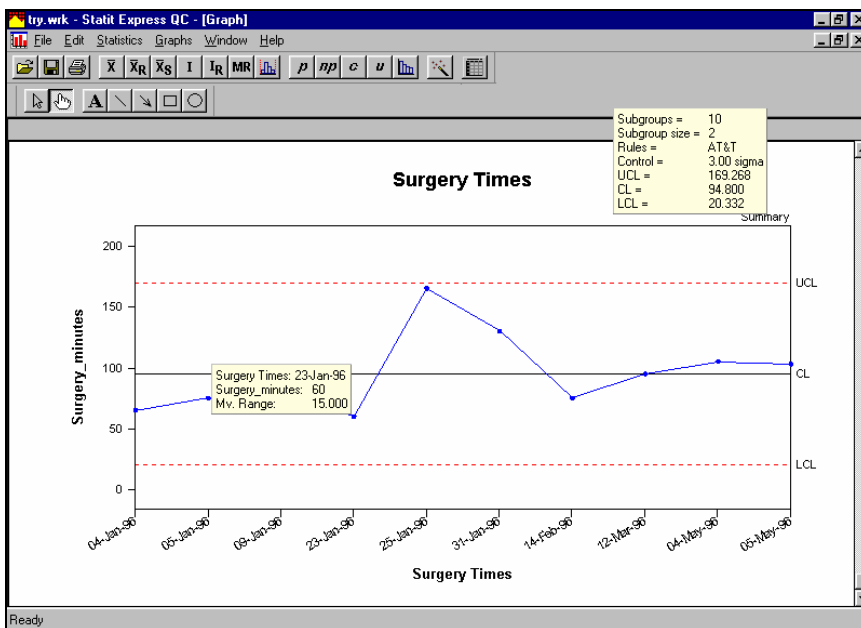 try.wrk - Statit Express QC - [Graph]
File Edit Statistics Graphs Window Help
X XR XS I IR MR p np c u
A
Subgroups = 10
Subgroup size = 2
Rules = AT&T
Control = 3.00 sigma
UCL = 169.268
CL = 94.800
LCL = 20.332
Summary
Surgery Times
200
150
100
50
0
Surgery_minutes
UCL
CL
LCL
Surgery Times: 23-Jan-96
Surgery_minutes: 60
Mv. Range: 15.000
04-Jan-96
05-Jan-96
09-Jan-96
23-Jan-96
25-Jan-96
31-Jan-96
14-Feb-96
12-Mar-96
04-May-96
05-May-96
Surgery Times
Ready